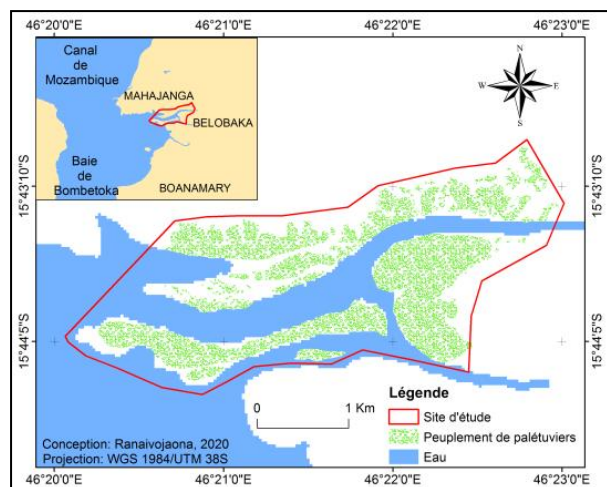 46°20'0"E 46°21'0"E 46°22'0"E 46°23'0"E
Canal
de
Mozambique
MAHAJANGA
BELOBAKA
Baie
de
Bombetoka
BOANAMARY
N
W E
S
15°43'10"S 15°43'10"S
15°44'5"S 15°44'5"S
Légende
Site d'étude
Peuplement de palétuviers
Eau
0 1 Km
Conception: Ranaivojaona, 2020
Projection: WGS 1984/UTM 38S
46°20'0"E 46°21'0"E 46°22'0"E 46°23'0"E